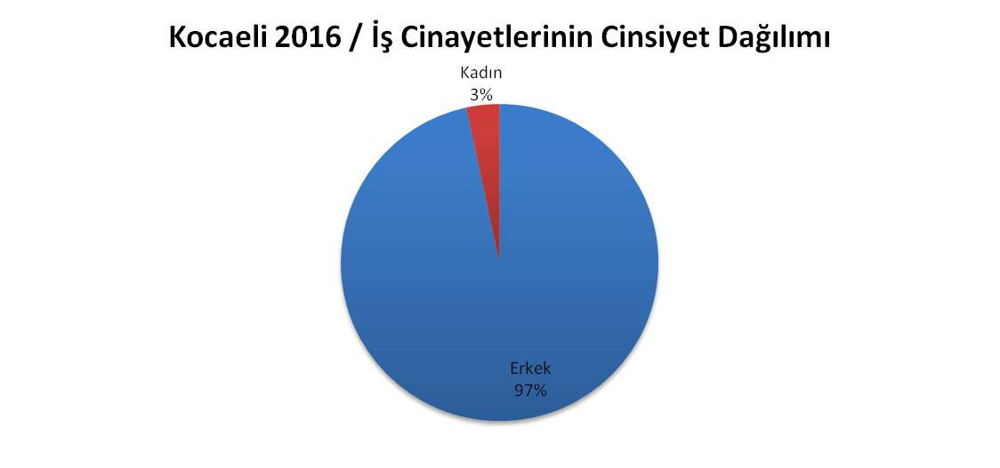 Kocaeli 2016 / İş Cinayetlerinin Cinsiyet Dağılımı
Kadın
3%
Erkek
97%